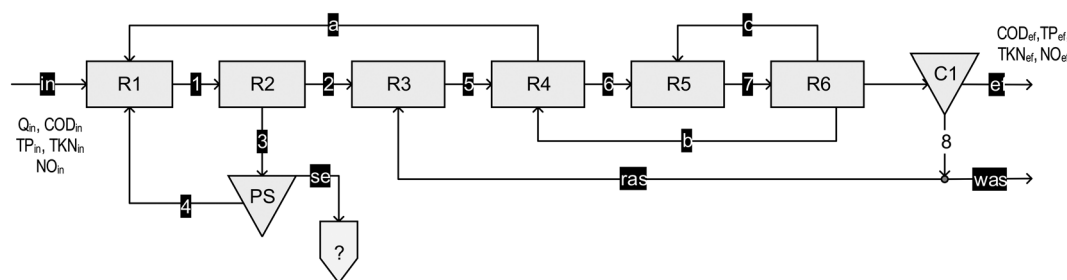 a
c
COD_ef, TP_ef
TKN_ef, NO_ef
in
R1
1
R2
2
R3
5
R4
6
R5
7
R6
C1
ef
Q_in, COD_in
TP_in, TKN_in
NO_in
3
b
8
4
PS
se
ras
was
?